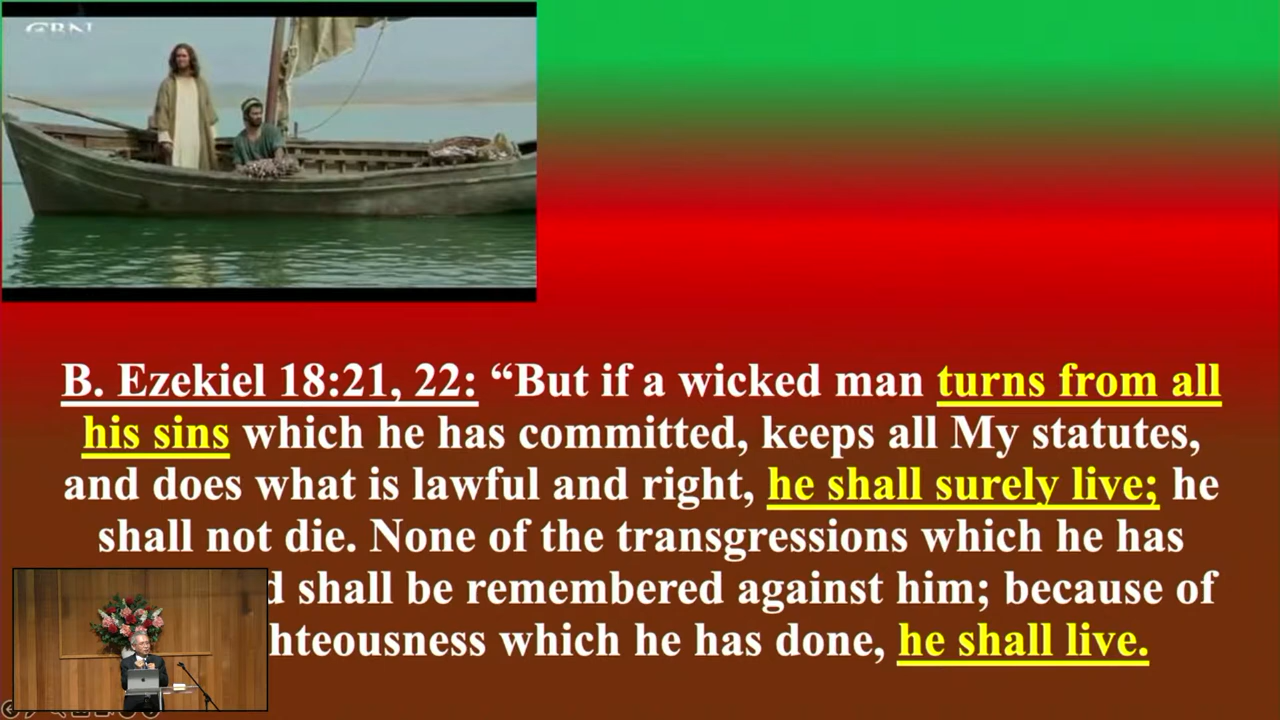 B. Ezekiel 18:21, 22: “But if a wicked man turns from all
his sins which he has committed, keeps all My statutes,
and does what is lawful and right, he shall surely live; he
shall not die. None of the transgressions which he has
shall be remembered against him; because of
which he has done, he shall live.